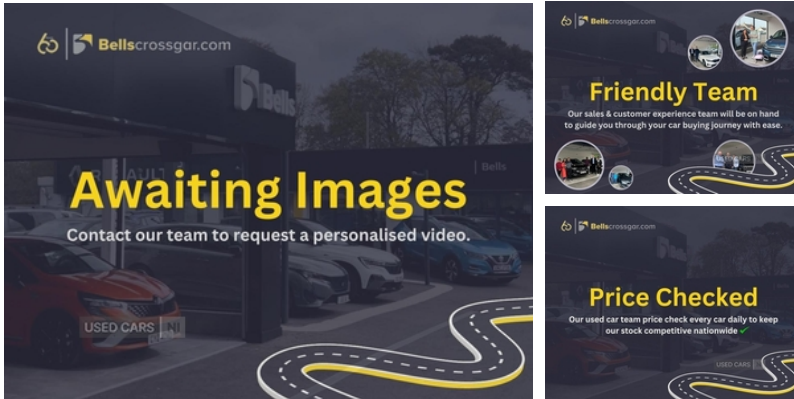 60 Bellscrossgar.com
Bells
RENAULT
Bells
Awaiting Images
Contact our team to request a personalised video.
USED CARS NI
60 Bellscrossgar.com
Friendly Team
Our sales & customer experience team will be on hand
to guide you through your car buying journey with ease.
60 Bellscrossgar.com
Price Checked
Our used car team price check every car daily to keep
our stock competitive nationwide
USED CARS